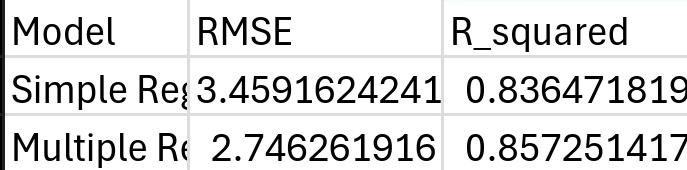 Model RMSE R_squared
Simple Reg 3.4591624241 0.836471819
Multiple Re 2.746261916 0.857251417